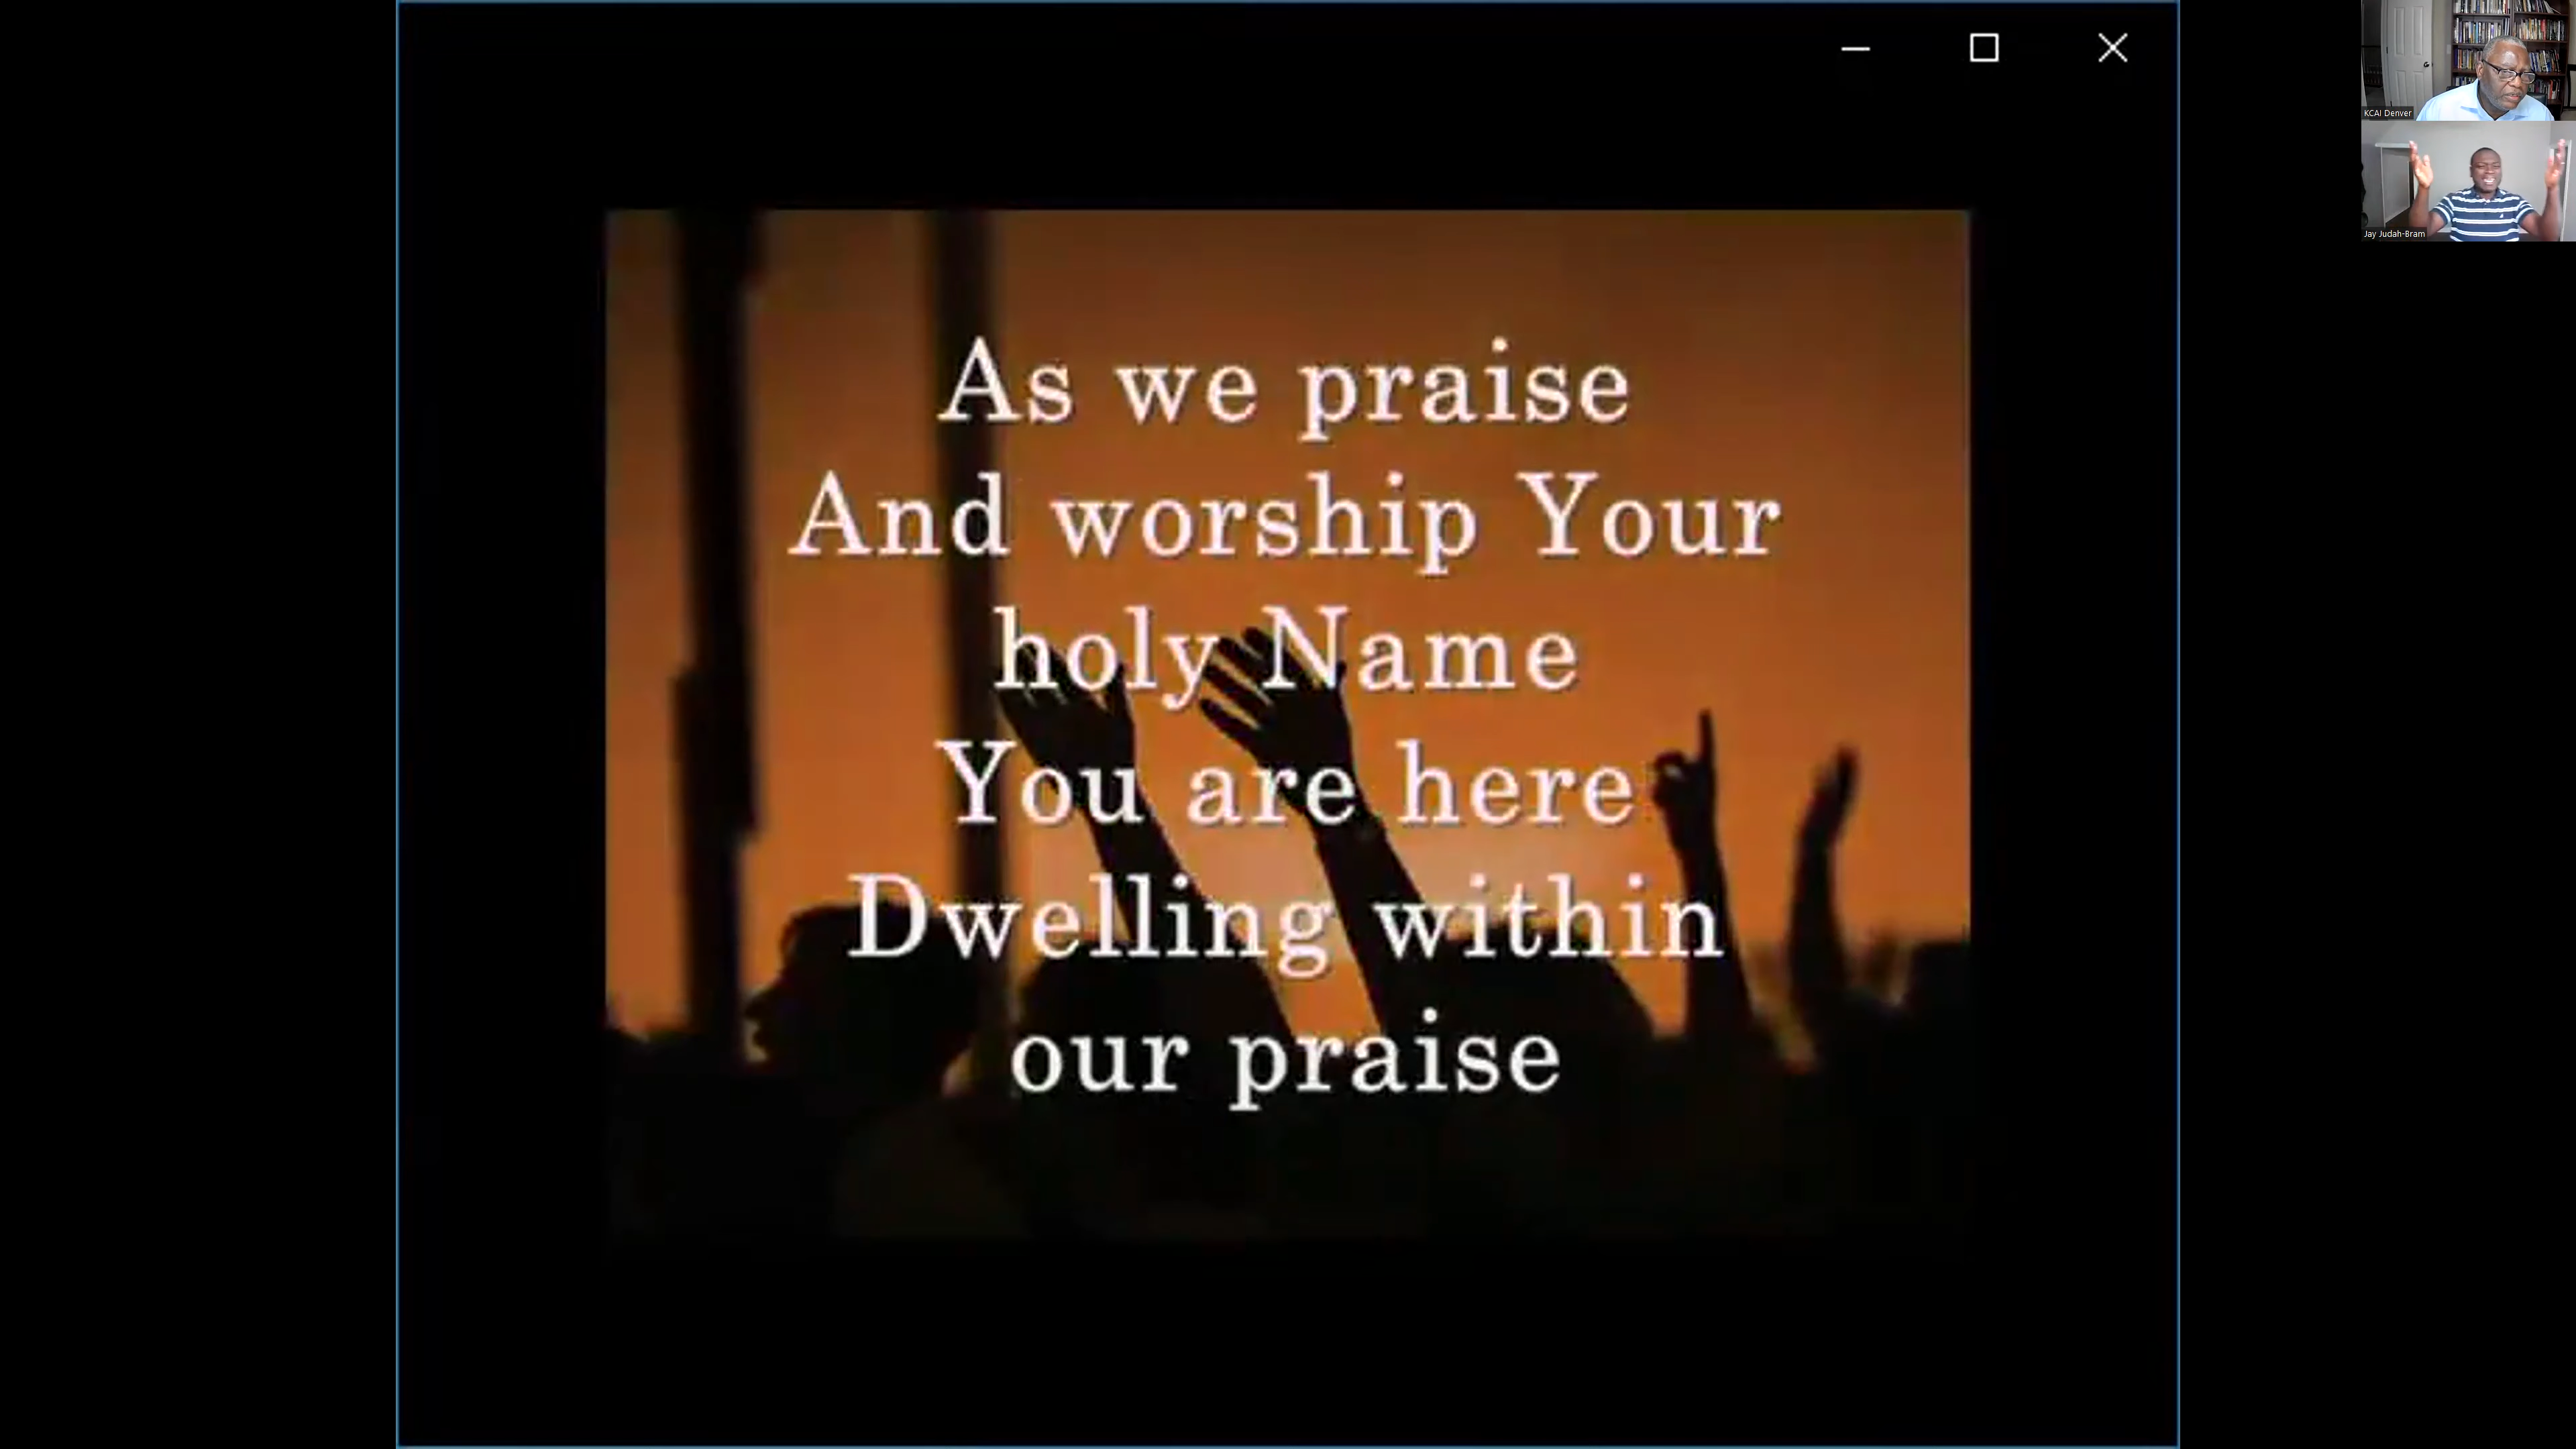 As we praise
And worship Your
holy Name
You are here
Dwelling within
our praise
KCAI Denver
Jay Judah-Bram